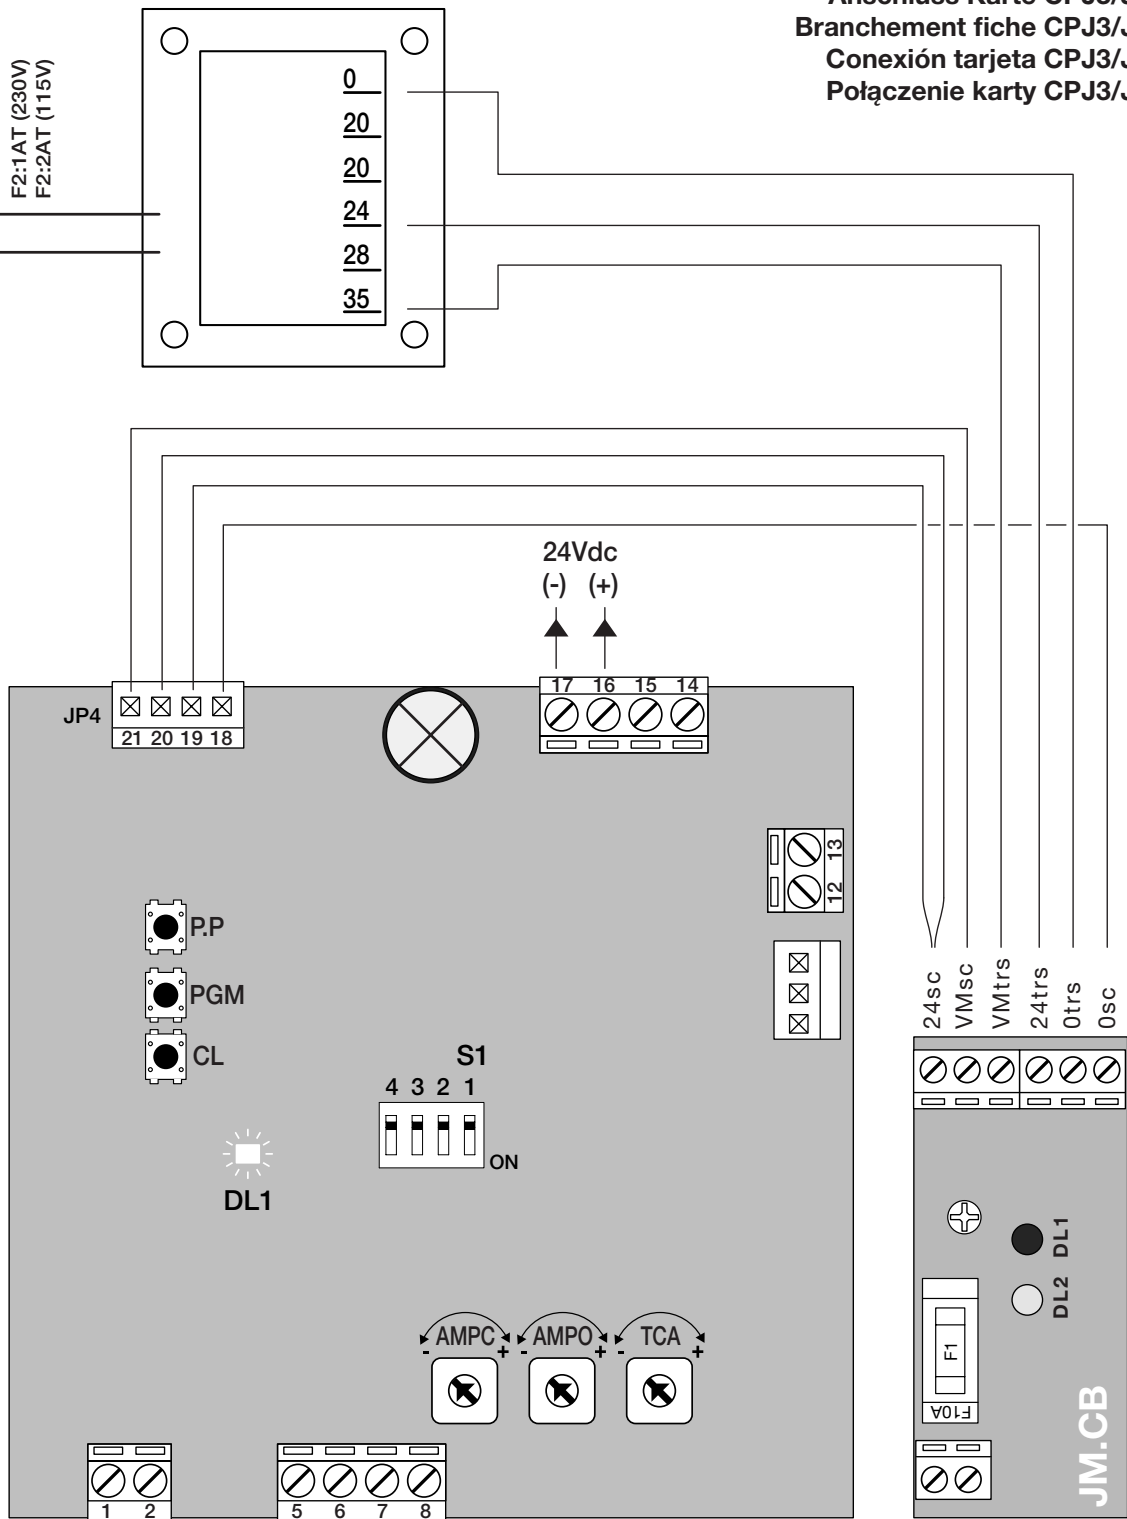 Branchement fiche CPJ3/J
Conexión tarjeta CPJ3/J
Połączenie karty CPJ3/J
F2:1AT (230V)
F2:2AT (115V)
0
20
20
24
28
35
24Vdc
(-) (+)
17 16 15 14
JP4
21 20 19 18
13
12
P.P
PGM
CL
24sc
VMsc
VMtrs
24trs
0trs
0sc
S1
4 3 2 1
ON
DL1
DL1
DL2
AMPC
- +
AMPO
- +
TCA
- +
F1
F10A
JM.CB
1 2
5 6 7 8